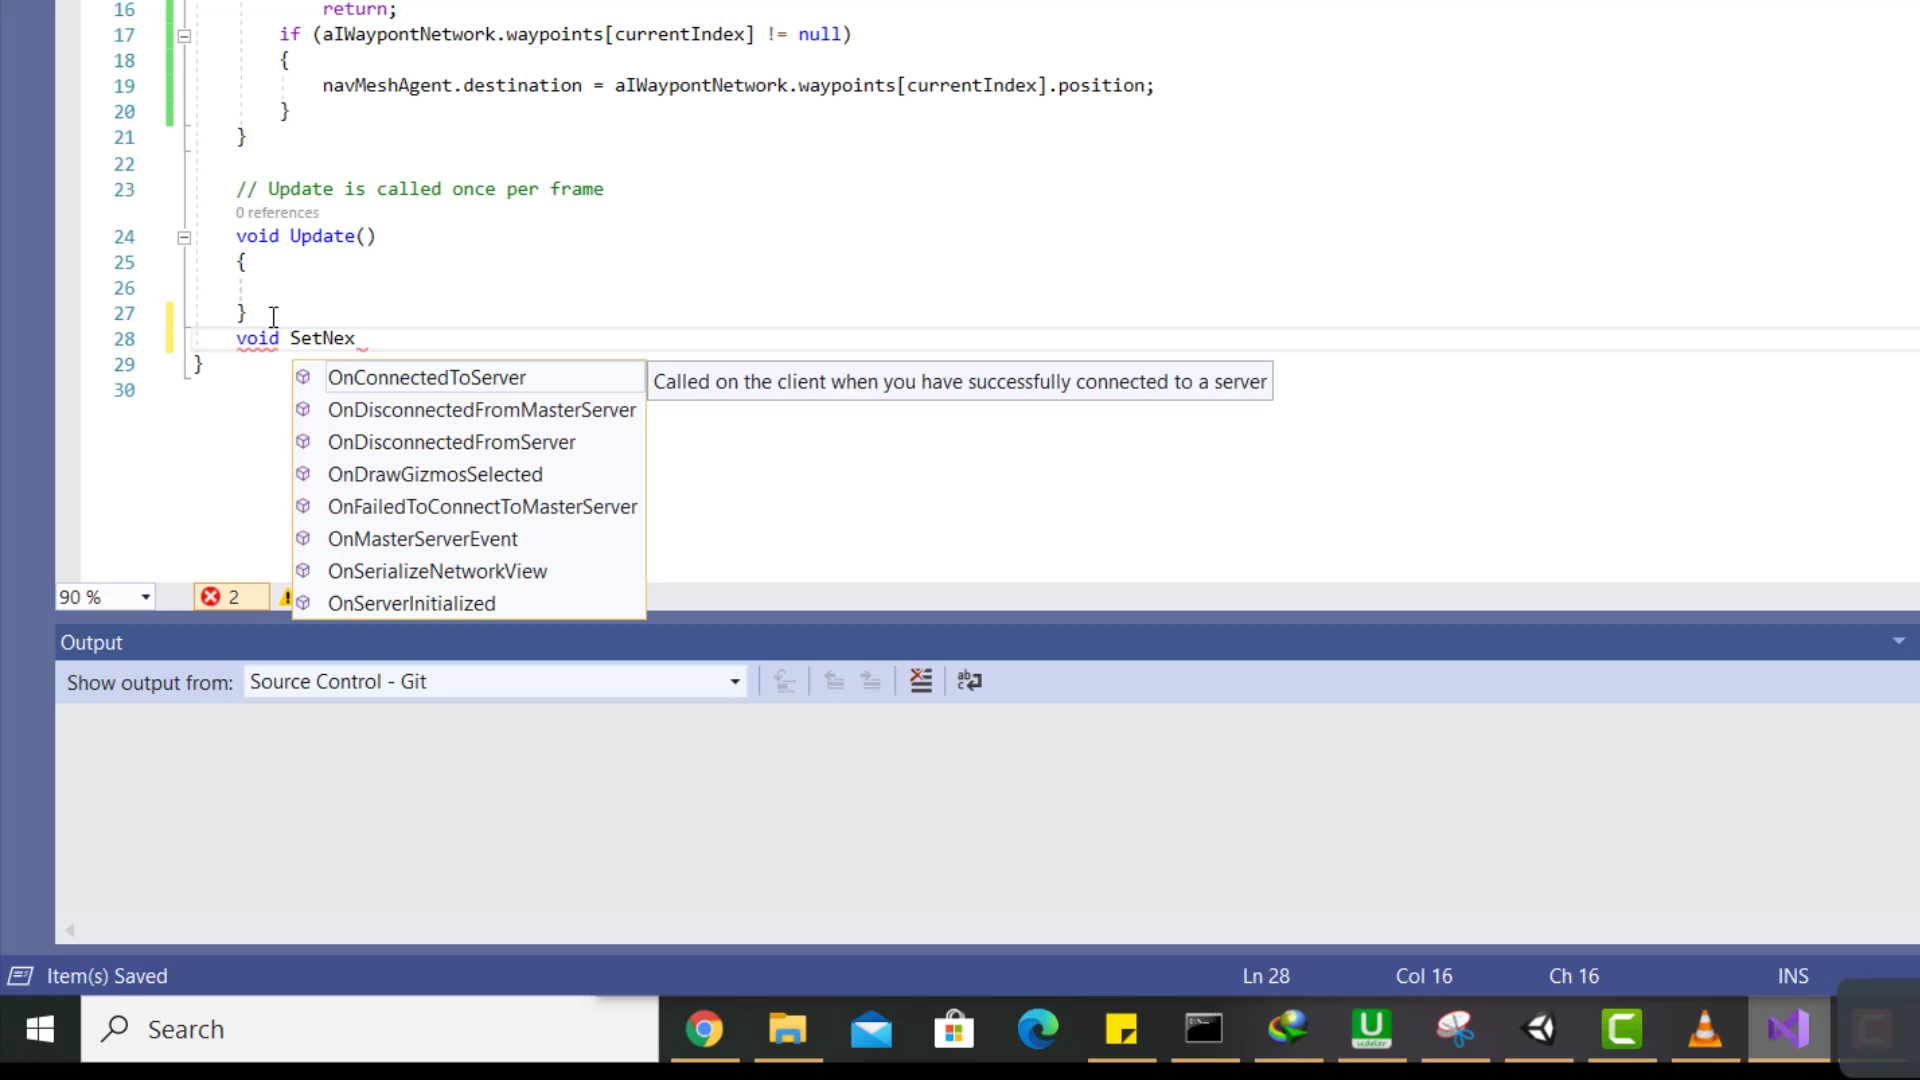 16 return;
17 if (aIWaypontNetwork.waypoints[currentIndex] != null)
18 {
19 navMeshAgent.destination = aIWaypontNetwork.waypoints[currentIndex].position;
20 }
21 }
22
23 // Update is called once per frame
0 references
24 void Update()
25 {
26
27 }
28 void SetNex
29 }
30
OnConnectedToServer
Called on the client when you have successfully connected to a server
OnDisconnectedFromMasterServer
OnDisconnectedFromServer
OnDrawGizmosSelected
OnFailedToConnectToMasterServer
OnMasterServerEvent
OnSerializeNetworkView
OnServerInitialized
90 % 2
Output
Show output from: Source Control - Git
Item(s) Saved Ln 28 Col 16 Ch 16 INS
Search